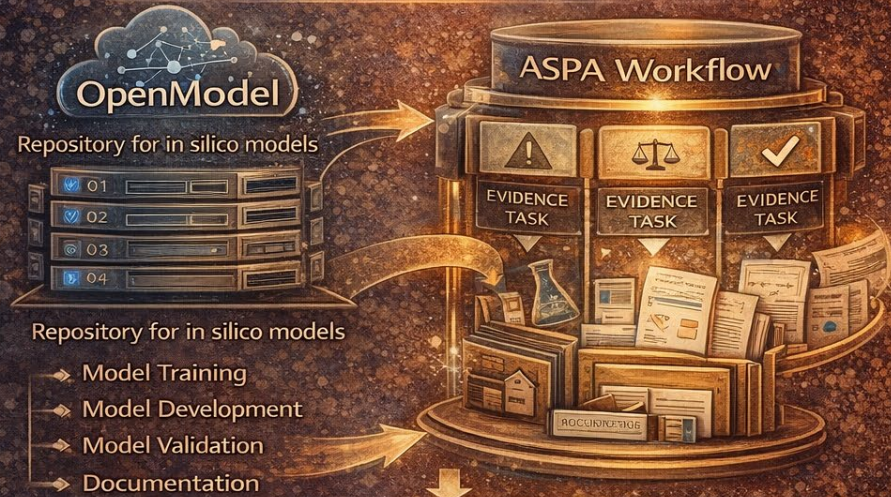 OpenModel
Repository for in silico models
01
02
03
04
Repository for in silico models
Model Training
Model Development
Model Validation
Documentation
ASPA Workflow
EVIDENCE
TASK
EVIDENCE
TASK
EVIDENCE
TASK